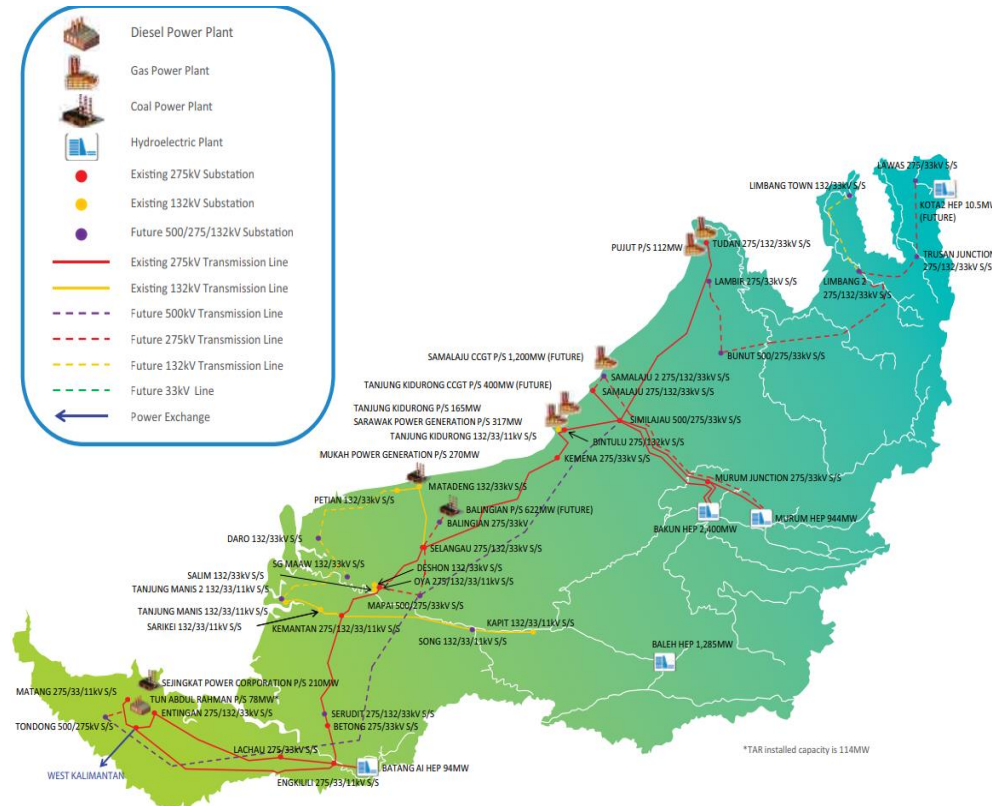 Diesel Power Plant
Gas Power Plant
Coal Power Plant
Hydroelectric Plant
Existing 275kV Substation
Existing 132kV Substation
Future 500/275/132kV Substation
Existing 275kV Transmission Line
Existing 132kV Transmission Line
Future 500kV Transmission Line
Future 275kV Transmission Line
Future 132kV Transmission Line
Future 33kV Line
Power Exchange
LAWAS 275/33kV S/S
LIMBANG TOWN 132/33kV S/S
KOTA2 HEP 10.5MW
(FUTURE)
PUJUT P/S 112MW
TUDAN 275/132/33kV S/S
TRUSAN JUNCTION
275/132/33kV S/S
LAMBIR 275/33kV S/S
LIMBANG 2
275/132/33kV S/S
BUNUT 500/275/33kV S/S
SAMALAJU CCGT P/S 1,200MW (FUTURE)
SAMALAJU 2 275/132/33kV S/S
TANJUNG KIDURONG CCGT P/S 400MW (FUTURE)
SAMALAJU 275/132/33kV S/S
TANJUNG KIDURONG P/S 165MW
SARAWAK POWER GENERATION P/S 317MW
SIMILAJAU 500/275/33kV S/S
TANJUNG KIDURONG 132/33/11kV S/S
BINTULU 275/132kV S/S
MUKAH POWER GENERATION P/S 270MW
KEMENA 275/33kV S/S
MURUM JUNCTION 275/33kV S/S
MATADENG 132/33kV S/S
PETIAN 132/33kV S/S
BALINGIAN P/S 622MW (FUTURE)
BALINGIAN 275/33kV
MURUM HEP 944MW
BAKUN HEP 2,400MW
DARO 132/33kV S/S
SELANGAU 275/132/33kV S/S
SG MAAW 132/33kV S/S
DESHON 132/33kV S/S
SALIM 132/33kV S/S
OYA 275/132/33/11kV S/S
TANJUNG MANIS 2 132/33/11kV S/S
MAPAI 500/275/33kV S/S
TANJUNG MANIS 132/33/11kV S/S
SARIKEI 132/33/11kV S/S
KAPIT 132/33/11kV S/S
KEMANTAN 275/132/33/11kV S/S
SONG 132/33/11kV S/S
BALEH HEP 1,285MW
SEJINGKAT POWER CORPORATION P/S 210MW
MATANG 275/33/11kV S/S
TUN ABDUL RAHMAN P/S 78MW*
ENTINGAN 275/132/33kV S/S
SERUDIT 275/132/33kV S/S
TONDONG 500/275kV S/S
BETONG 275/33kV S/S
*TAR installed capacity is 114MW
LACHAU 275/33kV S/S
WEST KALIMANTAN
BATANG AI HEP 94MW
ENGKILILI 275/33/11kV S/S